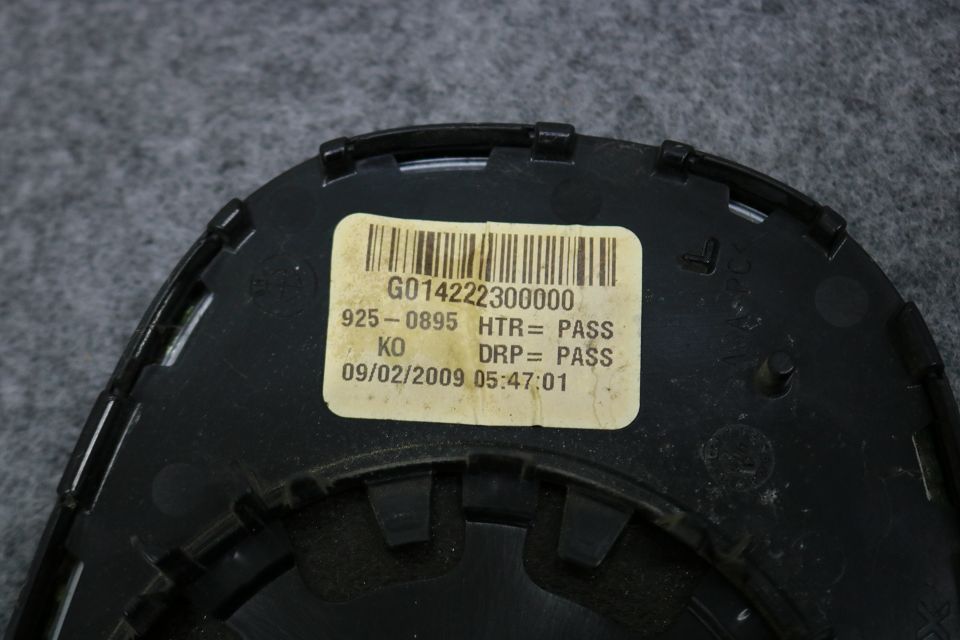 G014222300000
925-0895 HTR= PASS
KO DRP= PASS
09/02/2009 05:47:01
L